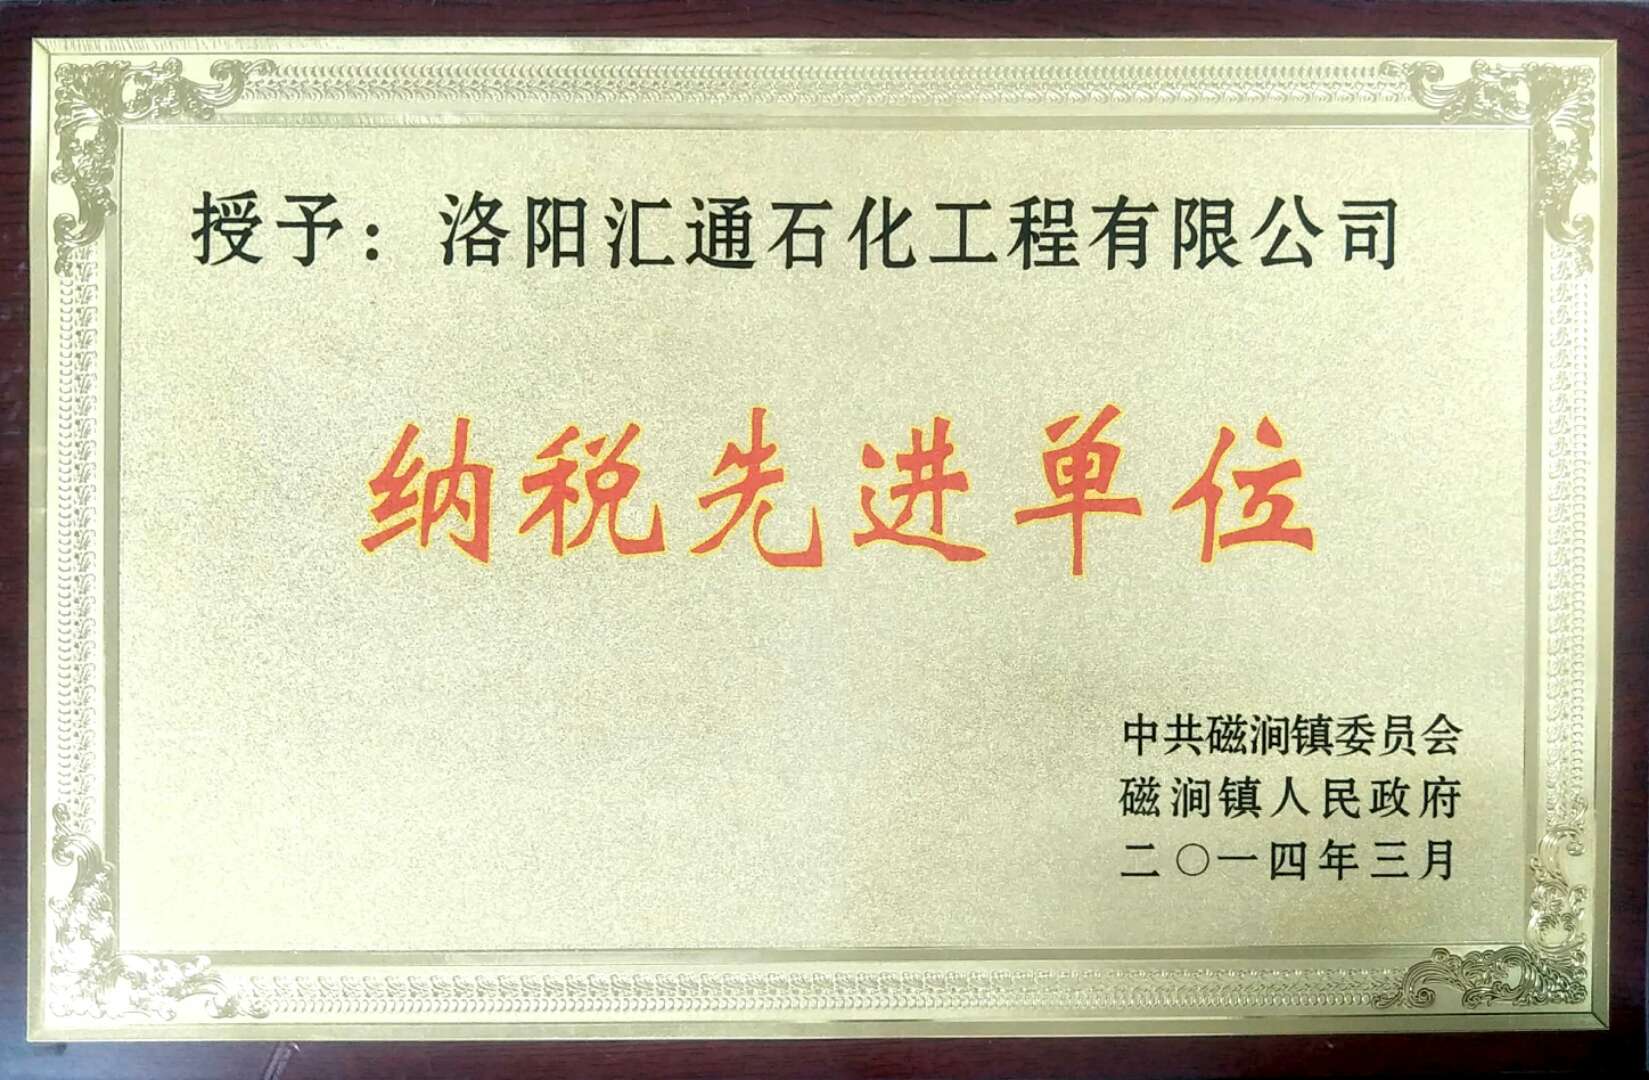 授予：洛阳汇通石化工程有限公司
纳税先进单位
中共磁涧镇委员会
磁涧镇人民政府
二〇一四年三月